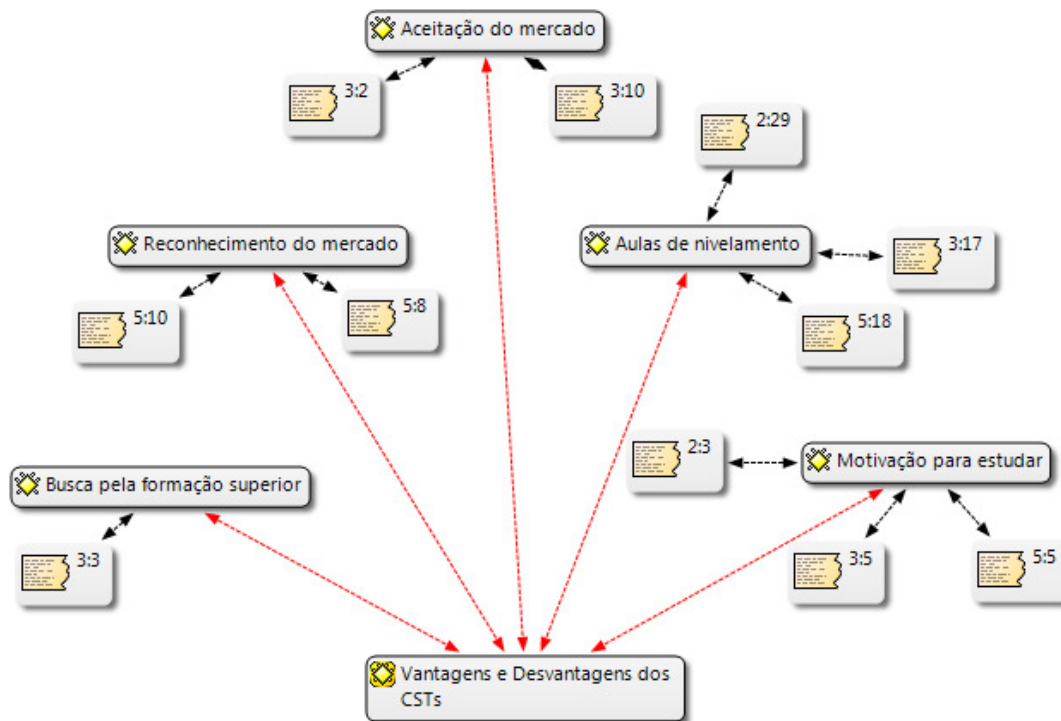 Aceitação do mercado
3:2
3:10
2:29
Reconhecimento do mercado
Aulas de nivelamento
3:17
5:10
5:8
5:18
2:3
Motivação para estudar
Busca pela formação superior
3:3
3:5
5:5
Vantagens e Desvantagens dos
CSTs